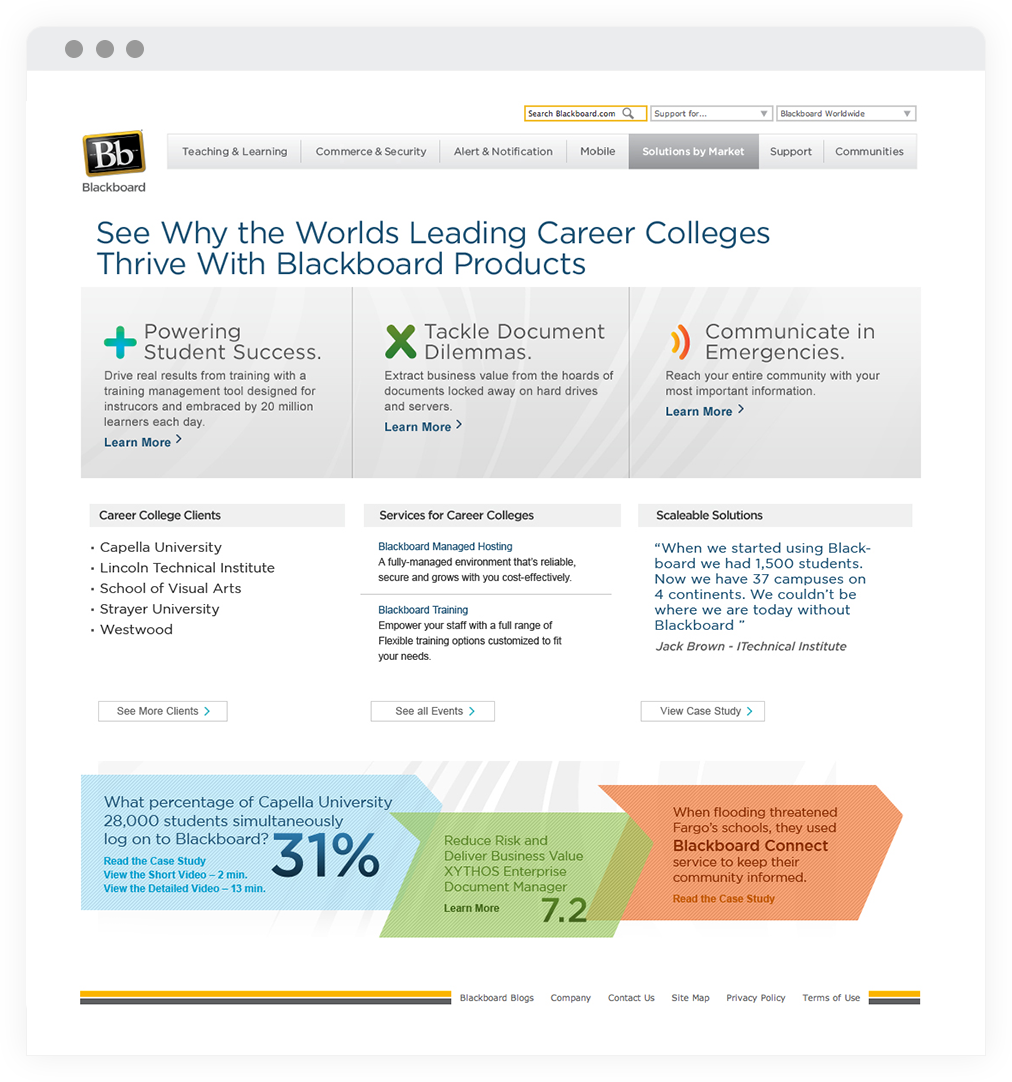 Search Blackboard.com
Support for...
Blackboard Worldwide
Bb
Blackboard
Teaching & Learning
Commerce & Security
Alert & Notification
Mobile
Solutions by Market
Support
Communities
See Why the Worlds Leading Career Colleges
Thrive With Blackboard Products
Powering
Student Success.
Drive real results from training with a
training management tool designed for
instrucors and embraced by 20 million
learners each day.
Learn More
Tackle Document
Dilemmas.
Extract business value from the hoards of
documents locked away on hard drives
and servers.
Learn More
Communicate in
Emergencies.
Reach your entire community with your
most important information.
Learn More
Career College Clients
• Capella University
• Lincoln Technical Institute
• School of Visual Arts
• Strayer University
• Westwood
See More Clients
Services for Career Colleges
Blackboard Managed Hosting
A fully-managed environment that's reliable,
secure and grows with you cost-effectively.
Blackboard Training
Empower your staff with a full range of
Flexible training options customized to fit
your needs.
See all Events
Scaleable Solutions
“When we started using Black-
board we had 1,500 students.
Now we have 37 campuses on
4 continents. We couldn't be
where we are today without
Blackboard ”
Jack Brown - ITechnical Institute
View Case Study
What percentage of Capella University
28,000 students simultaneously
log on to Blackboard?
31%
Read the Case Study
View the Short Video – 2 min.
View the Detailed Video – 13 min.
Reduce Risk and
Deliver Business Value
XYTHOS Enterprise
Document Manager
Learn More
7.2
When flooding threatened
Fargo's schools, they used
Blackboard Connect
service to keep their
community informed.
Read the Case Study
Blackboard Blogs
Company
Contact Us
Site Map
Privacy Policy
Terms of Use